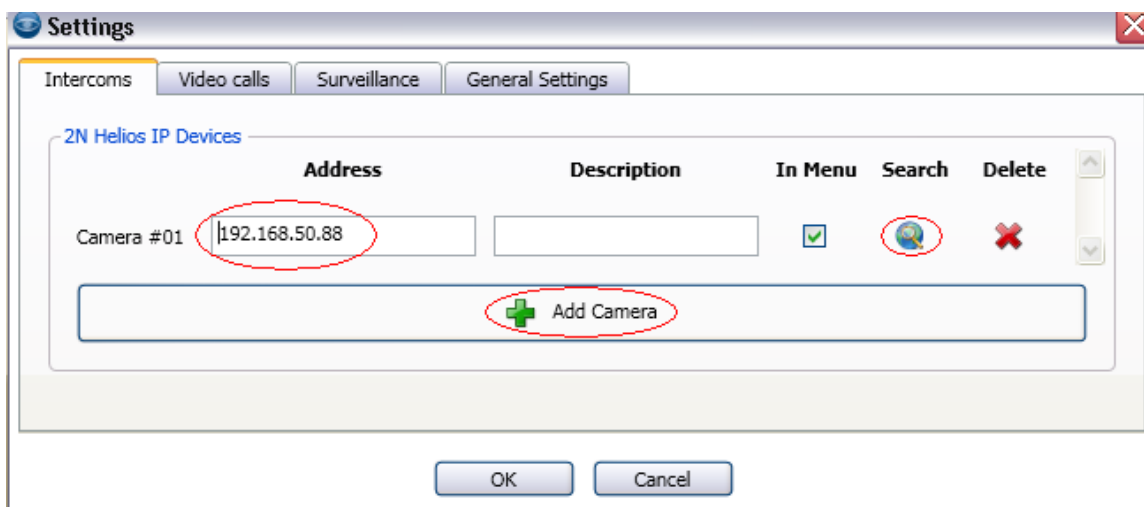 Settings
Intercoms Video calls Surveillance General Settings
2N Helios IP Devices
Address Description In Menu Search Delete
Camera #01 192.168.50.88
Add Camera
OK Cancel